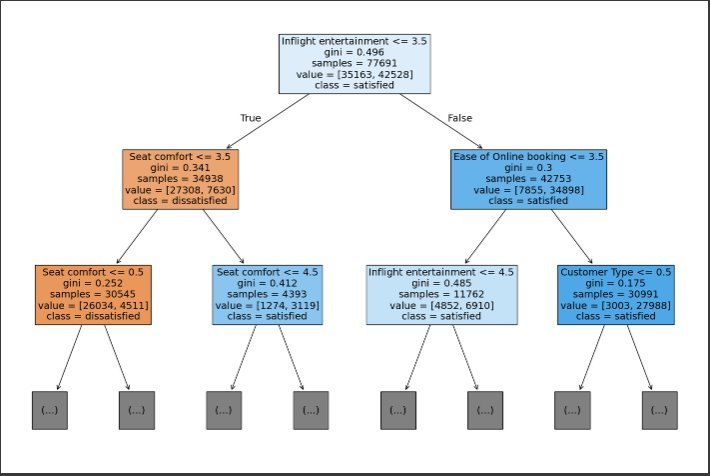 Inflight entertainment <= 3.5
gini = 0.496
samples = 77691
value = [35163, 42528]
class = satisfied
True
False
Seat comfort <= 3.5
gini = 0.341
samples = 34938
value = [27308, 7630]
class = dissatisfied
Ease of Online booking <= 3.5
gini = 0.3
samples = 42753
value = [7855, 34898]
class = satisfied
Seat comfort <= 0.5
gini = 0.252
samples = 30545
value = [26034, 4511]
class = dissatisfied
Seat comfort <= 4.5
gini = 0.412
samples = 4393
value = [1274, 3119]
class = satisfied
Inflight entertainment <= 4.5
gini = 0.485
samples = 11762
value = [4852, 6910]
class = satisfied
Customer Type <= 0.5
gini = 0.175
samples = 30991
value = [3003, 27988]
class = satisfied
(...)
(...)
(...)
(...)
(...)
(...)
(...)
(...)